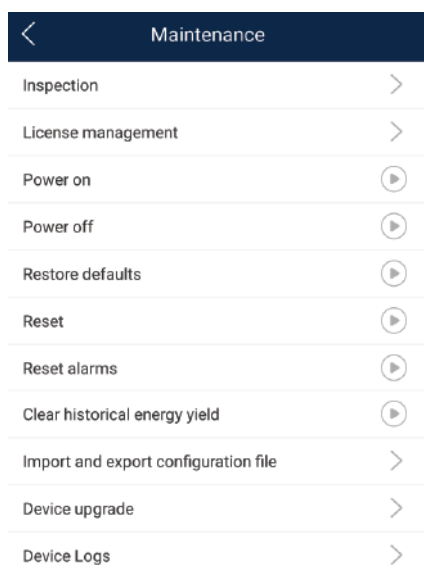 Maintenance
Inspection
License management
Power on
Power off
Restore defaults
Reset
Reset alarms
Clear historical energy yield
Import and export configuration file
Device upgrade
Device Logs